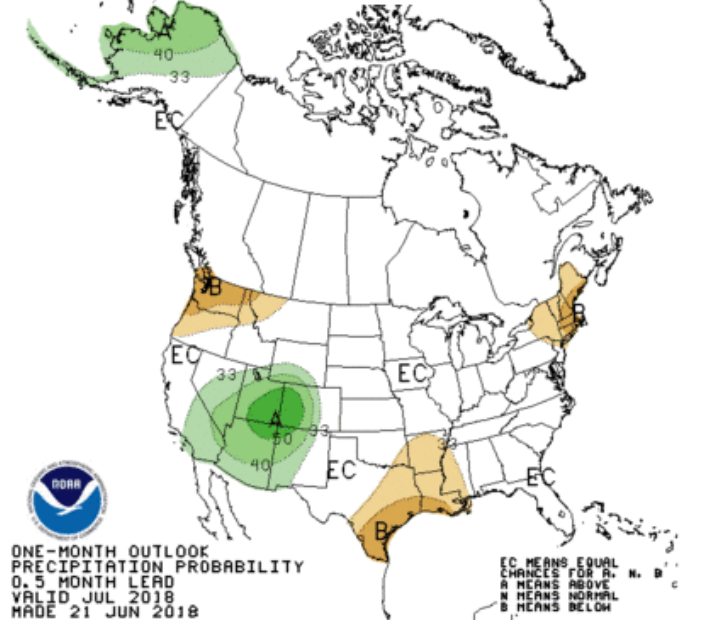 A
40
33
EC
B
B
EC
33
EC
A
33
50
33
40
EC
EC
B
NOAA
ONE-MONTH OUTLOOK
PRECIPITATION PROBABILITY
0.5 MONTH LEAD
VALID JUL 2018
MADE 21 JUN 2018
EC MEANS EQUAL
CHANCES FOR A, N, B
A MEANS ABOVE
N MEANS NORMAL
B MEANS BELOW